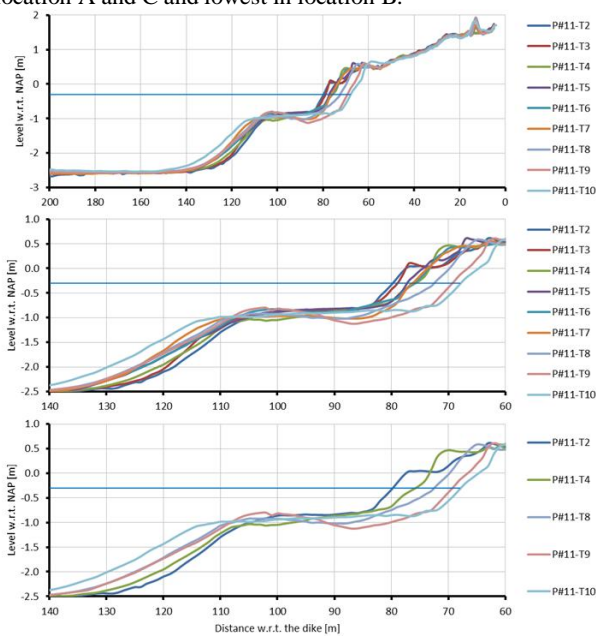 location A and C and lowest in location B.
2
1
0
-1
-2
-3
Level w.r.t. NAP [m]
200 180 160 140 120 100 80 60 40 20 0
P#11-T2
P#11-T3
P#11-T4
P#11-T5
P#11-T6
P#11-T7
P#11-T8
P#11-T9
P#11-T10
1.0
0.5
0.0
-0.5
-1.0
-1.5
-2.0
-2.5
Level w.r.t. NAP [m]
140 130 120 110 100 90 80 70 60
P#11-T2
P#11-T3
P#11-T4
P#11-T5
P#11-T6
P#11-T7
P#11-T8
P#11-T9
P#11-T10
1.0
0.5
0.0
-0.5
-1.0
-1.5
-2.0
-2.5
Level w.r.t. NAP [m]
140 130 120 110 100 90 80 70 60
Distance w.r.t. the dike [m]
P#11-T2
P#11-T4
P#11-T8
P#11-T9
P#11-T10